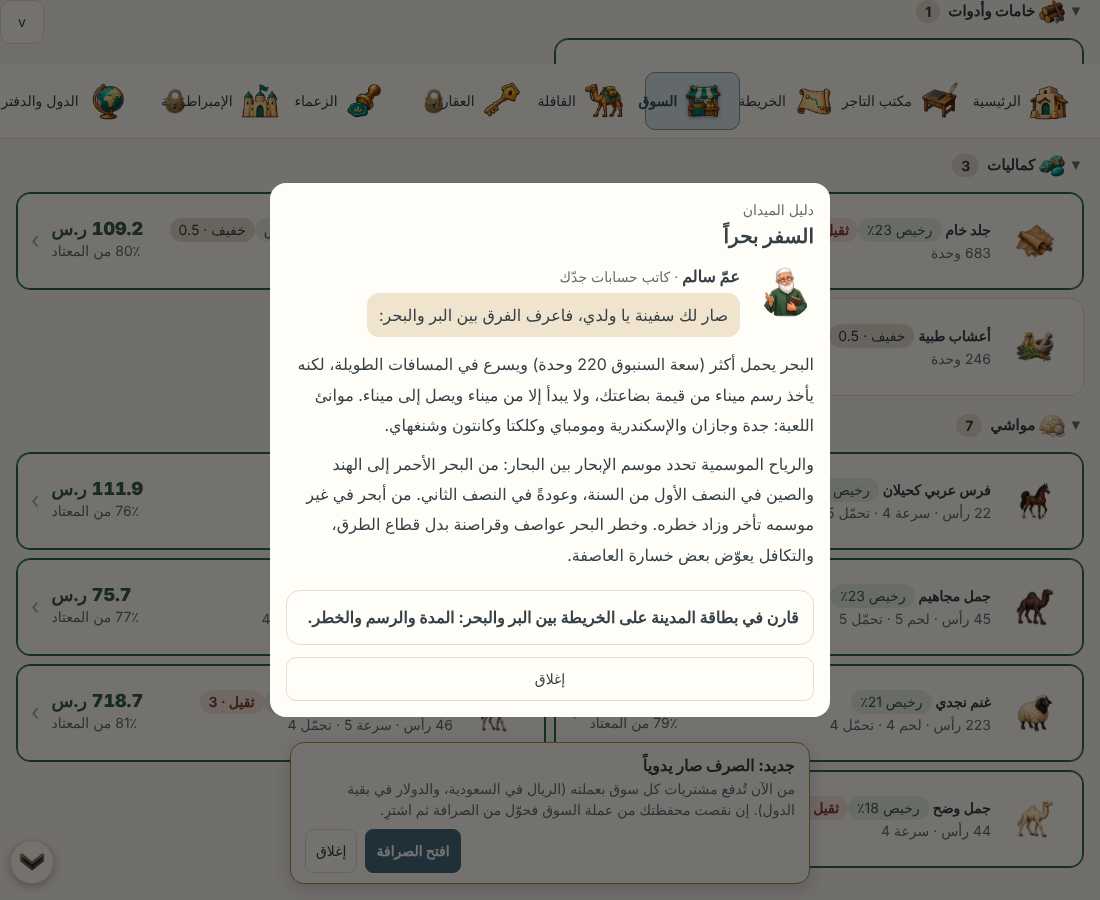 خامات وأدوات 1
v
الرئيسية
مكتب التاجر
الخريطة
السوق
القافلة
الزعماء
الدول والدفتر
كماليات 3
جلد خام رخيص 23٪
683 وحدة
خفيف · 0.5
109.2 ر.س
80٪ من المعتاد
أعشاب طبية خفيف · 0.5
246 وحدة
مواشي 7
فرس عربي كحيلان رخيص
22 رأس · سرعة 4 · تحمّل 5
111.9 ر.س
76٪ من المعتاد
جمل مجاهيم رخيص 23٪
45 رأس · لحم 5 · تحمّل 5
75.7 ر.س
77٪ من المعتاد
غنم نجدي رخيص 21٪
223 رأس · لحم 4 · تحمّل 4
79٪ من المعتاد
ثقيل · 3
46 رأس · سرعة 5 · تحمّل 4
718.7 ر.س
81٪ من المعتاد
جمل وضح رخيص 18٪ ثقيل
44 رأس · سرعة 4
دليل الميدان
السفر بحراً
عمّ سالم · كاتب حسابات جدّك
صار لك سفينة يا ولدي، فاعرف الفرق بين البر والبحر:
البحر يحمل أكثر (سعة السنبوق 220 وحدة) ويسرع في المسافات الطويلة، لكنه
يأخذ رسم ميناء من قيمة بضاعتك، ولا يبدأ إلا من ميناء ويصل إلى ميناء. موانئ
اللعبة: جدة وجازان والإسكندرية ومومباي وكلكتا وكانتون وشنغهاي.
والرياح الموسمية تحدد موسم الإبحار بين البحار: من البحر الأحمر إلى الهند
والصين في النصف الأول من السنة، وعودةً في النصف الثاني. من أبحر في غير
موسمه تأخر وزاد خطره. وخطر البحر عواصف وقراصنة بدل قطاع الطرق،
والتكافل يعوّض بعض خسارة العاصفة.
قارن في بطاقة المدينة على الخريطة بين البر والبحر: المدة والرسم والخطر.
إغلاق
جديد: الصرف صار يدوياً
من الآن تُدفع مشتريات كل سوق بعملته (الريال في السعودية، والدولار في بقية
الدول). إن نقصت محفظتك من عملة السوق فحوّل من الصرافة ثم اشترِ.
افتح الصرافة
إغلاق